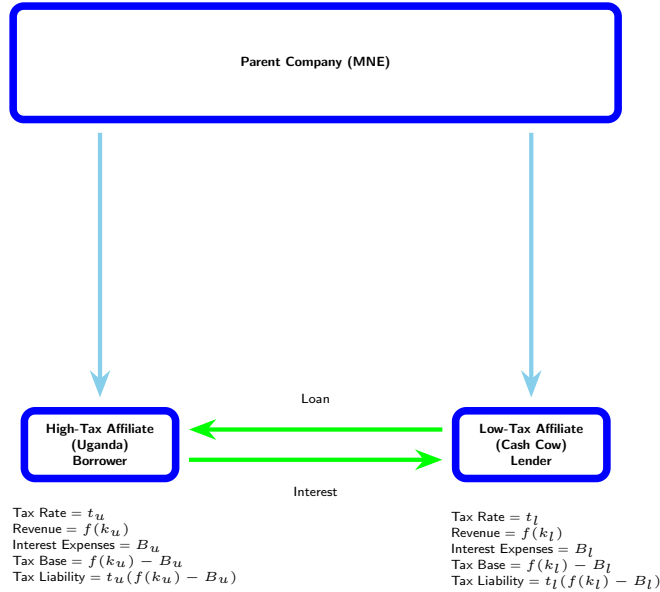 Parent Company (MNE)
Loan
High-Tax Affiliate
(Uganda)
Borrower
Low-Tax Affiliate
(Cash Cow)
Lender
Interest
Tax Rate = t_u
Revenue = f(k_u)
Interest Expenses = B_u
Tax Base = f(k_u) − B_u
Tax Liability = t_u(f(k_u) − B_u)
Tax Rate = t_l
Revenue = f(k_l)
Interest Expenses = B_l
Tax Base = f(k_l) − B_l
Tax Liability = t_l(f(k_l) − B_l)